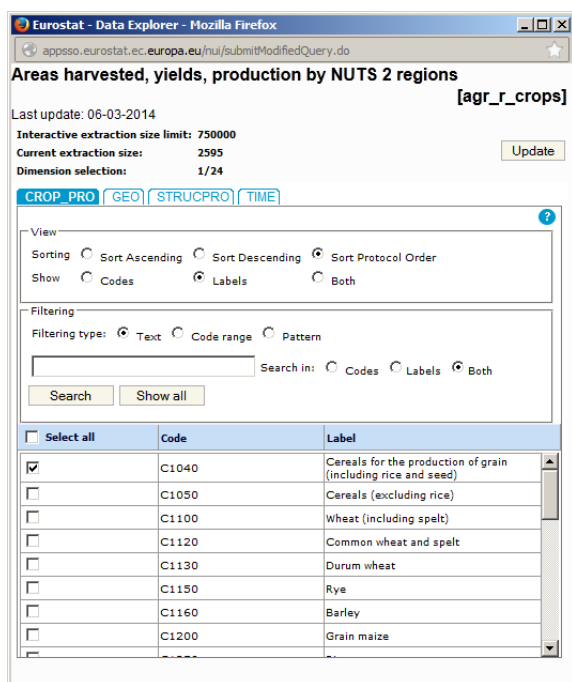 Eurostat - Data Explorer - Mozilla Firefox
appsso.eurostat.ec.europa.eu/nui/submitModifiedQuery.do
Areas harvested, yields, production by NUTS 2 regions
[agr_r_crops]
Last update: 06-03-2014
Interactive extraction size limit: 750000
Current extraction size: 2595
Update
Dimension selection: 1/24
CROP_PRO GEO STRUCPRO TIME
?
View
Sorting Sort Ascending Sort Descending Sort Protocol Order
Show Codes Labels Both
Filtering
Filtering type: Text Code range Pattern
Search in: Codes Labels Both
Search Show all
Select all Code Label
C1040 Cereals for the production of grain
(including rice and seed)
C1050 Cereals (excluding rice)
C1100 Wheat (including spelt)
C1120 Common wheat and spelt
C1130 Durum wheat
C1150 Rye
C1160 Barley
C1200 Grain maize